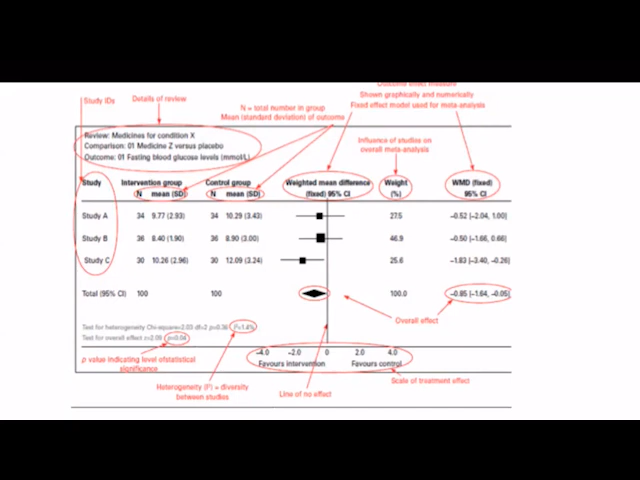 Outcome effect measure
Shown graphically and numerically
Fixed effect model used for meta-analysis
Study IDs
Details of review
N = total number in group
Mean (standard deviation) of outcome
Influence of studies on
overall meta-analysis
Review: Medicines for condition X
Comparison: 01 Medicine Z versus placebo
Outcome: 01 Fasting blood glucose levels (mmol/L)
Study Intervention group Control group Weighted mean difference Weight WMD (fixed)
N mean (SD) N mean (SD) (fixed) 95% CI (%) 95% CI
Study A 34 9.77 (2.93) 34 10.29 (3.43) 27.5 –0.52 [–2.04, 1.00]
Study B 36 8.40 (1.90) 36 8.90 (3.00) 46.9 –0.50 [–1.66, 0.66]
Study C 30 10.26 (2.96) 30 12.09 (3.24) 25.6 –1.83 [–3.40, –0.26]
Total (95% CI) 100 100 100.0 –0.85 [–1.64, –0.05]
Overall effect
Test for heterogeneity Chi-square=2.03 df=2 p=0.36 I²=1.4%
Test for overall effect z=2.09 p=0.04
–4.0 –2.0 0 2.0 4.0
Favours intervention Favours control
p value indicating level of statistical
significance
Heterogeneity (I²) = diversity
between studies
Line of no effect
Scale of treatment effect